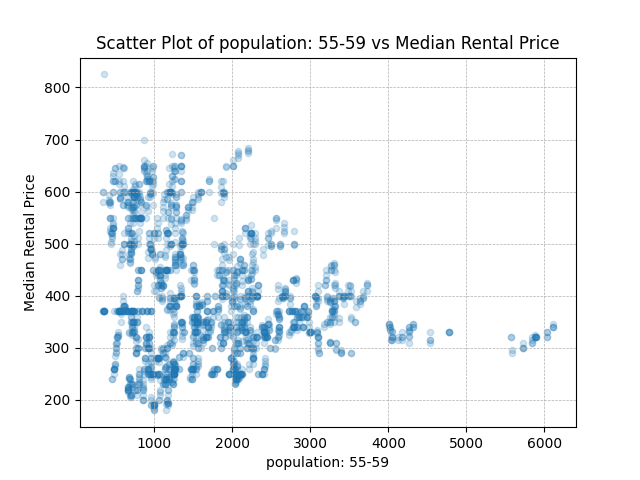 Scatter Plot of population: 55-59 vs Median Rental Price
Median Rental Price
800
700
600
500
400
300
200
1000 2000 3000 4000 5000 6000
population: 55-59